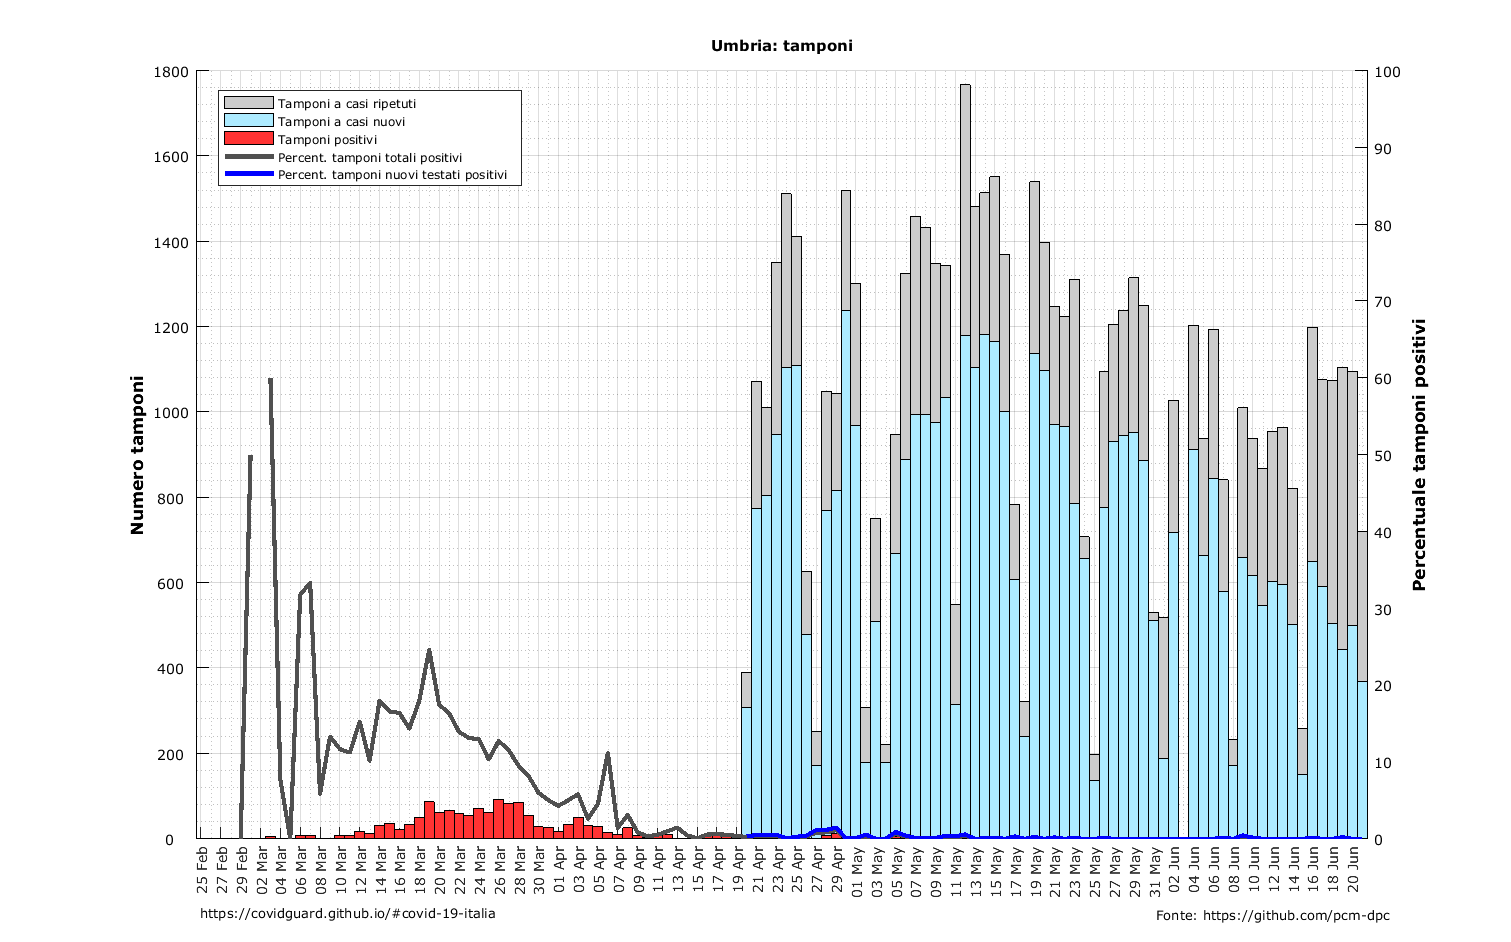 Umbria: tamponi
1800
1600
1400
1200
1000
800
600
400
200
0
100
90
80
70
60
50
40
30
20
10
0
Numero tamponi
Percentuale tamponi positivi
Tamponi a casi ripetuti
Tamponi a casi nuovi
Tamponi positivi
Percent. tamponi totali positivi
Percent. tamponi nuovi testati positivi
25 Feb
27 Feb
29 Feb
02 Mar
04 Mar
06 Mar
08 Mar
10 Mar
12 Mar
14 Mar
16 Mar
18 Mar
20 Mar
22 Mar
24 Mar
26 Mar
28 Mar
30 Mar
01 Apr
03 Apr
05 Apr
07 Apr
09 Apr
11 Apr
13 Apr
15 Apr
17 Apr
19 Apr
21 Apr
23 Apr
25 Apr
27 Apr
29 Apr
01 May
03 May
05 May
07 May
09 May
11 May
13 May
15 May
17 May
19 May
21 May
23 May
25 May
27 May
29 May
31 May
02 Jun
04 Jun
06 Jun
08 Jun
10 Jun
12 Jun
14 Jun
16 Jun
18 Jun
20 Jun
https://covidguard.github.io/#covid-19-italia
Fonte: https://github.com/pcm-dpc